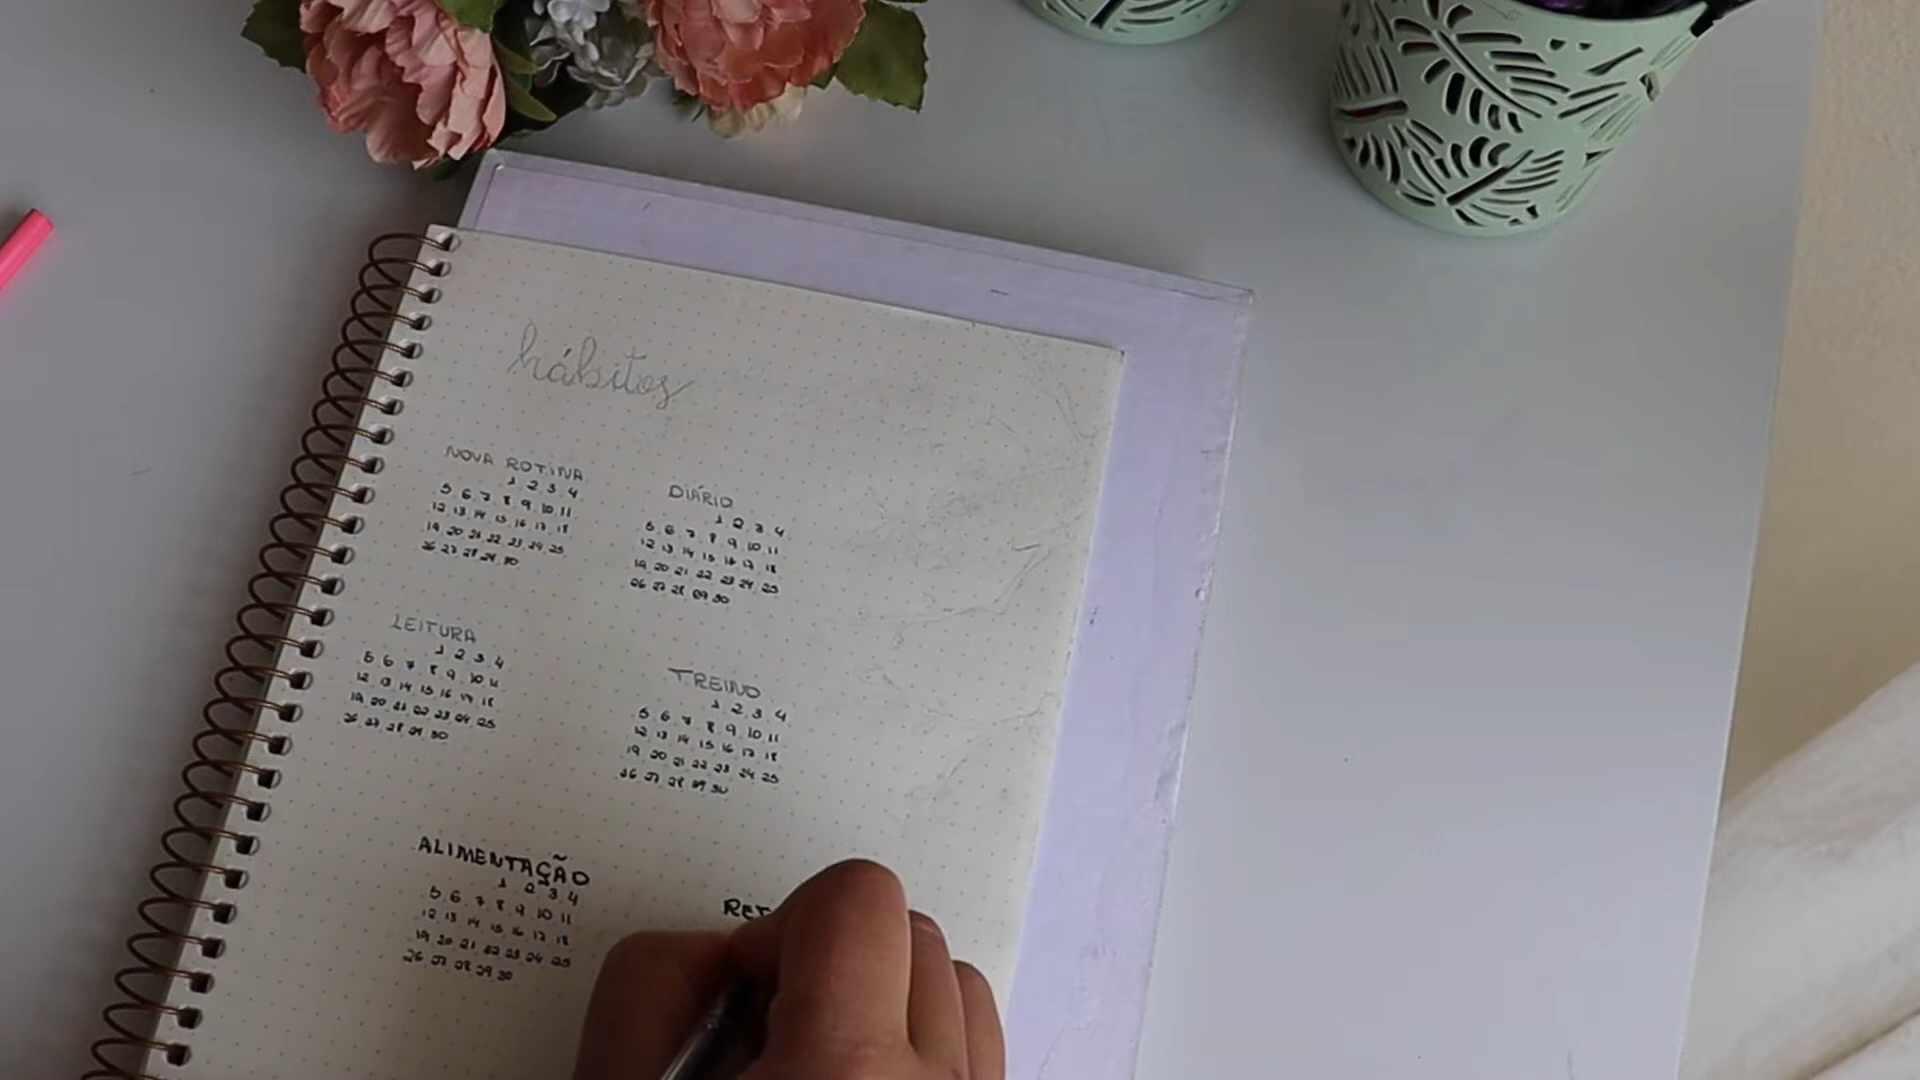 hábitos
NOVA ROTINA
1 2 3 4
5 6 7 8 9 10 11
12 13 14 15 16 17 18
19 20 21 22 23 24 25
26 27 28 29 30
DIÁRIO
1 2 3 4
5 6 7 8 9 10 11
12 13 14 15 16 17 18
19 20 21 22 23 24 25
26 27 28 29 30
LEITURA
1 2 3 4
5 6 7 8 9 10 11
12 13 14 15 16 17 18
19 20 21 22 23 24 25
26 27 28 29 30
TREINO
1 2 3 4
5 6 7 8 9 10 11
12 13 14 15 16 17 18
19 20 21 22 23 24 25
26 27 28 29 30
ALIMENTAÇÃO
1 2 3 4
5 6 7 8 9 10 11
12 13 14 15 16 17 18
19 20 21 22 23 24 25
26 27 28 29 30